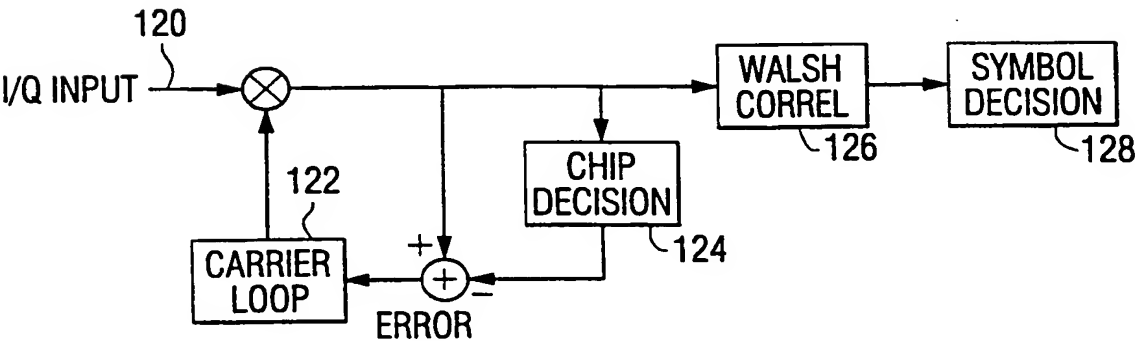 120
I/Q INPUT
WALSH
CORREL
126
SYMBOL
DECISION
128
CHIP
DECISION
124
122
CARRIER
LOOP
+
+
−
ERROR